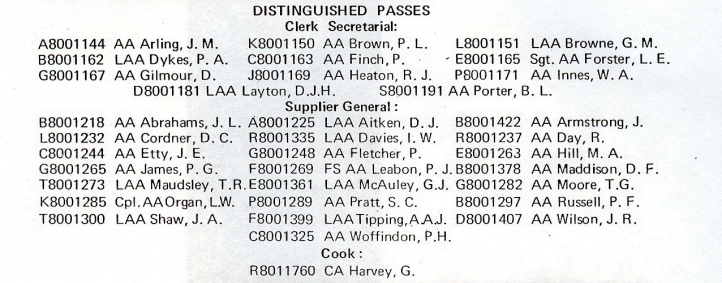 DISTINGUISHED PASSES
Clerk Secretarial:
A8001144 AA Arling, J. M. K8001150 AA Brown, P. L. L8001151 LAA Browne, G. M.
B8001162 LAA Dykes, P. A. C8001163 AA Finch, P. E8001165 Sgt. AA Forster, L. E.
G8001167 AA Gilmour, D. J8001169 AA Heaton, R. J. P8001171 AA Innes, W. A.
D8001181 LAA Layton, D.J.H. S8001191 AA Porter, B. L.
Supplier General :
B8001218 AA Abrahams, J. L. A8001225 LAA Aitken, D. J. B8001422 AA Armstrong, J.
L8001232 AA Cordner, D. C. R8001335 LAA Davies, I. W. R8001237 AA Day, R.
C8001244 AA Etty, J. E. G8001248 AA Fletcher, P. E8001263 AA Hill, M. A.
G8001265 AA James, P. G. F8001269 FS AA Leabon, P. J. B8001378 AA Maddison, D. F.
T8001273 LAA Maudsley, T.R. E8001361 LAA McAuley, G.J. G8001282 AA Moore, T.G.
K8001285 Cpl. AA Organ, L.W. P8001289 AA Pratt, S. C. B8001297 AA Russell, P. F.
T8001300 LAA Shaw, J. A. F8001399 LAA Tipping, A.A.J. D8001407 AA Wilson, J. R.
C8001325 AA Woffindon, P.H.
Cook :
R8011760 CA Harvey, G.